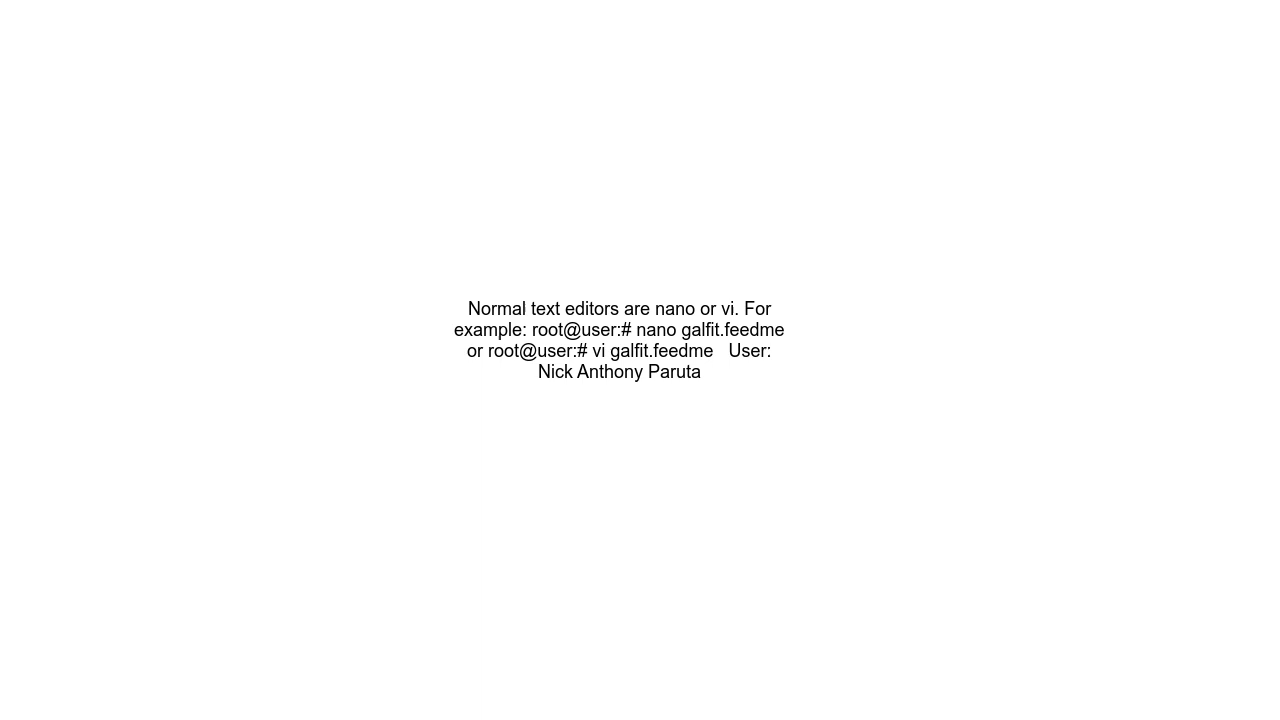 Normal text editors are nano or vi. For
example: root@user:# nano galfit.feedme
or root@user:# vi galfit.feedme   User:
Nick Anthony Paruta